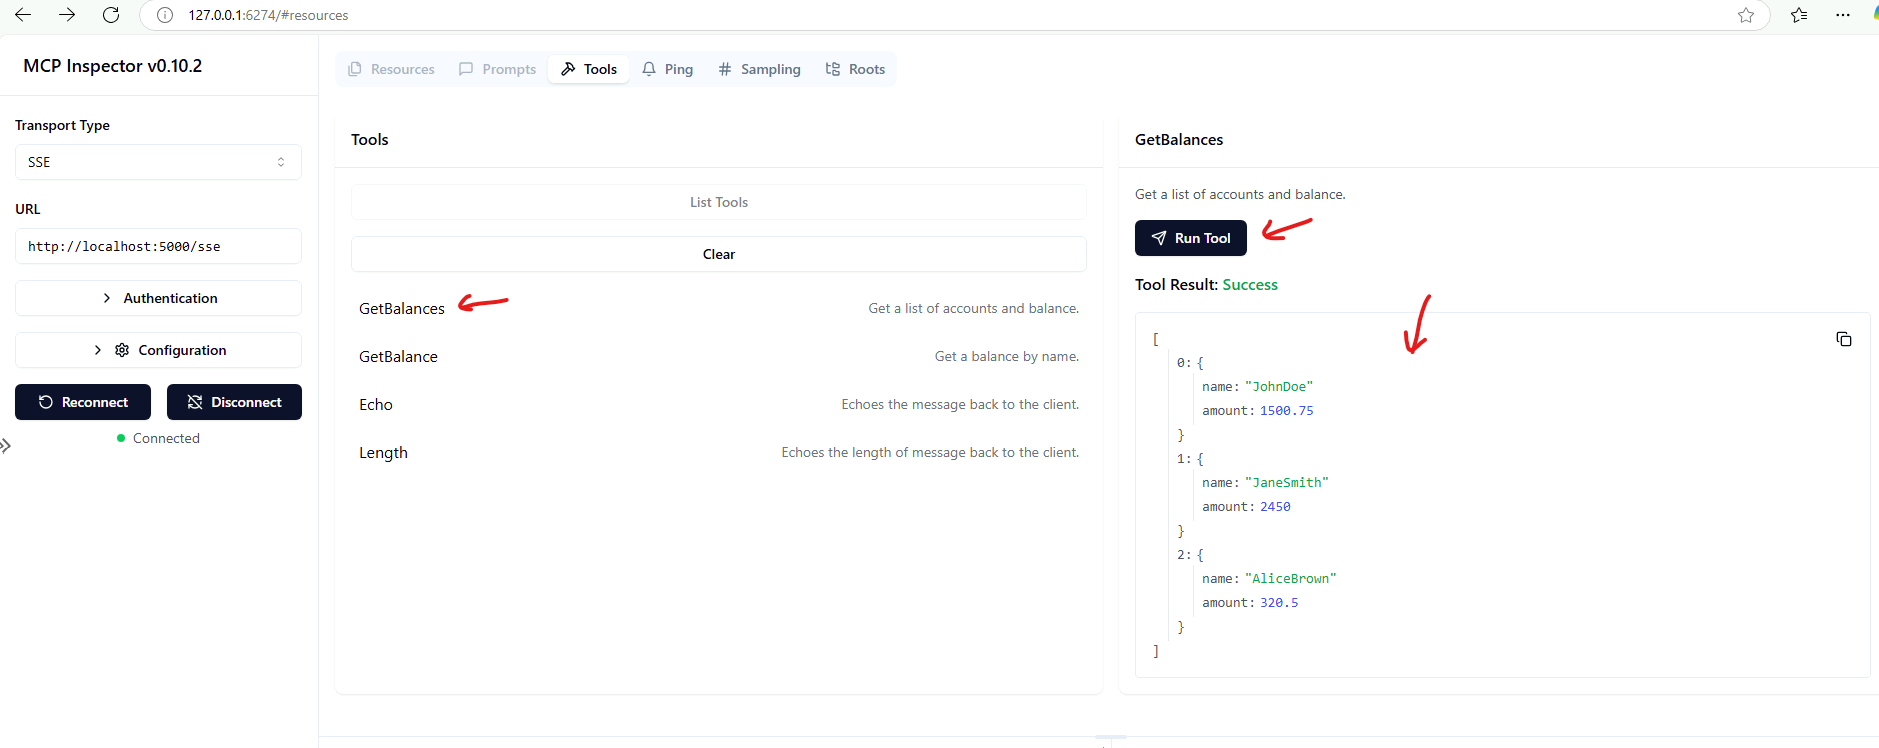 127.0.0.1:6274/#resources
MCP Inspector v0.10.2
Transport Type
SSE
URL
http://localhost:5000/sse
Authentication
Configuration
Reconnect
Disconnect
Connected
Resources
Prompts
Tools
Ping
Sampling
Roots
Tools
List Tools
Clear
GetBalances
Get a list of accounts and balance.
GetBalance
Get a balance by name.
Echo
Echoes the message back to the client.
Length
Echoes the length of message back to the client.
GetBalances
Get a list of accounts and balance.
Run Tool
Tool Result: Success
[
0: {
name: "JohnDoe"
amount: 1500.75
}
1: {
name: "JaneSmith"
amount: 2450
}
2: {
name: "AliceBrown"
amount: 320.5
}
]